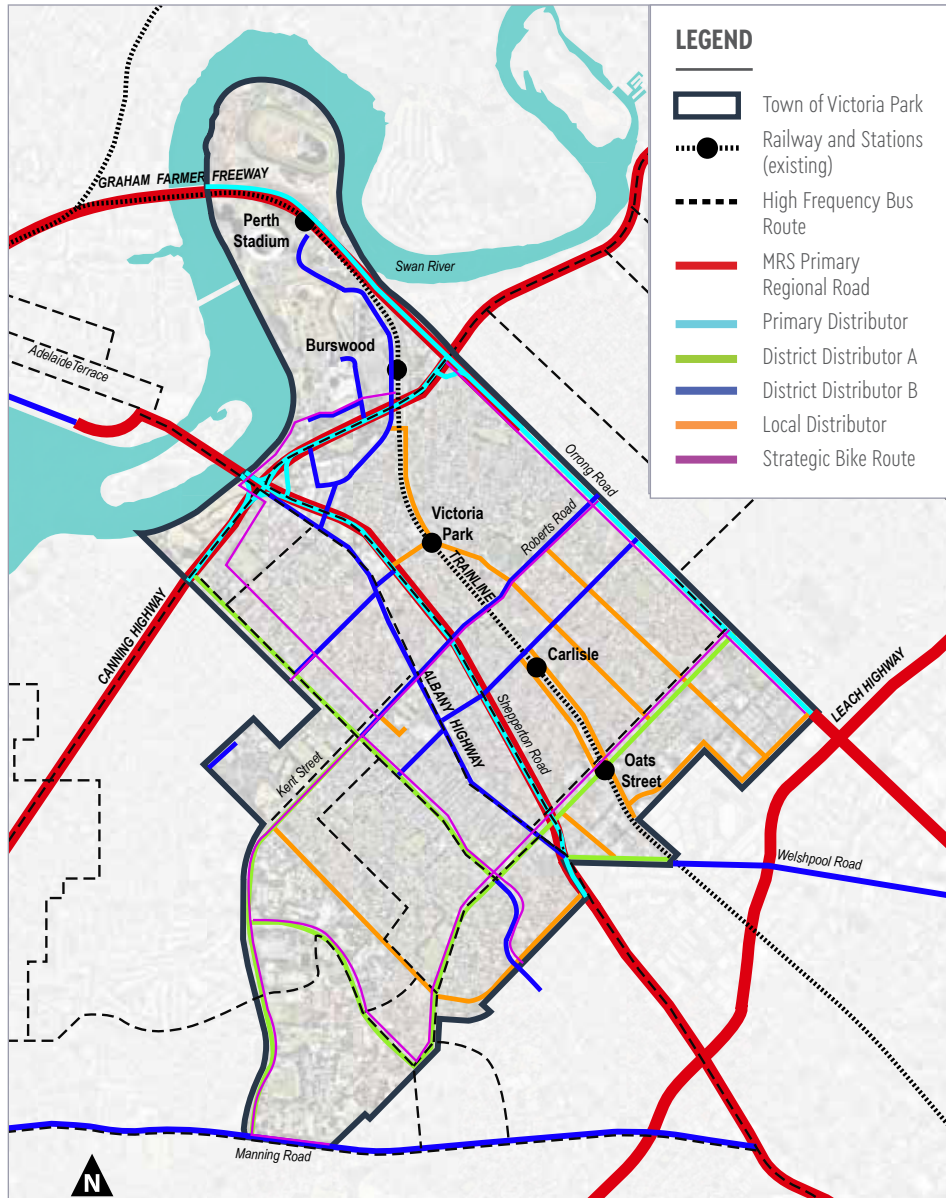 LEGEND
Town of Victoria Park
Railway and Stations
(existing)
High Frequency Bus
Route
MRS Primary
Regional Road
Primary Distributor
District Distributor A
District Distributor B
Local Distributor
Strategic Bike Route
GRAHAM FARMER FREEWAY
Perth
Stadium
Swan River
Burswood
Adelaide Terrace
Orrong Road
Victoria
Park
Roberts Road
TRAINLINE
CANNING HIGHWAY
Carlisle
ALBANY HIGHWAY
Shepperton Road
LEACH HIGHWAY
Oats
Street
Kent Street
Welshpool Road
Manning Road
N